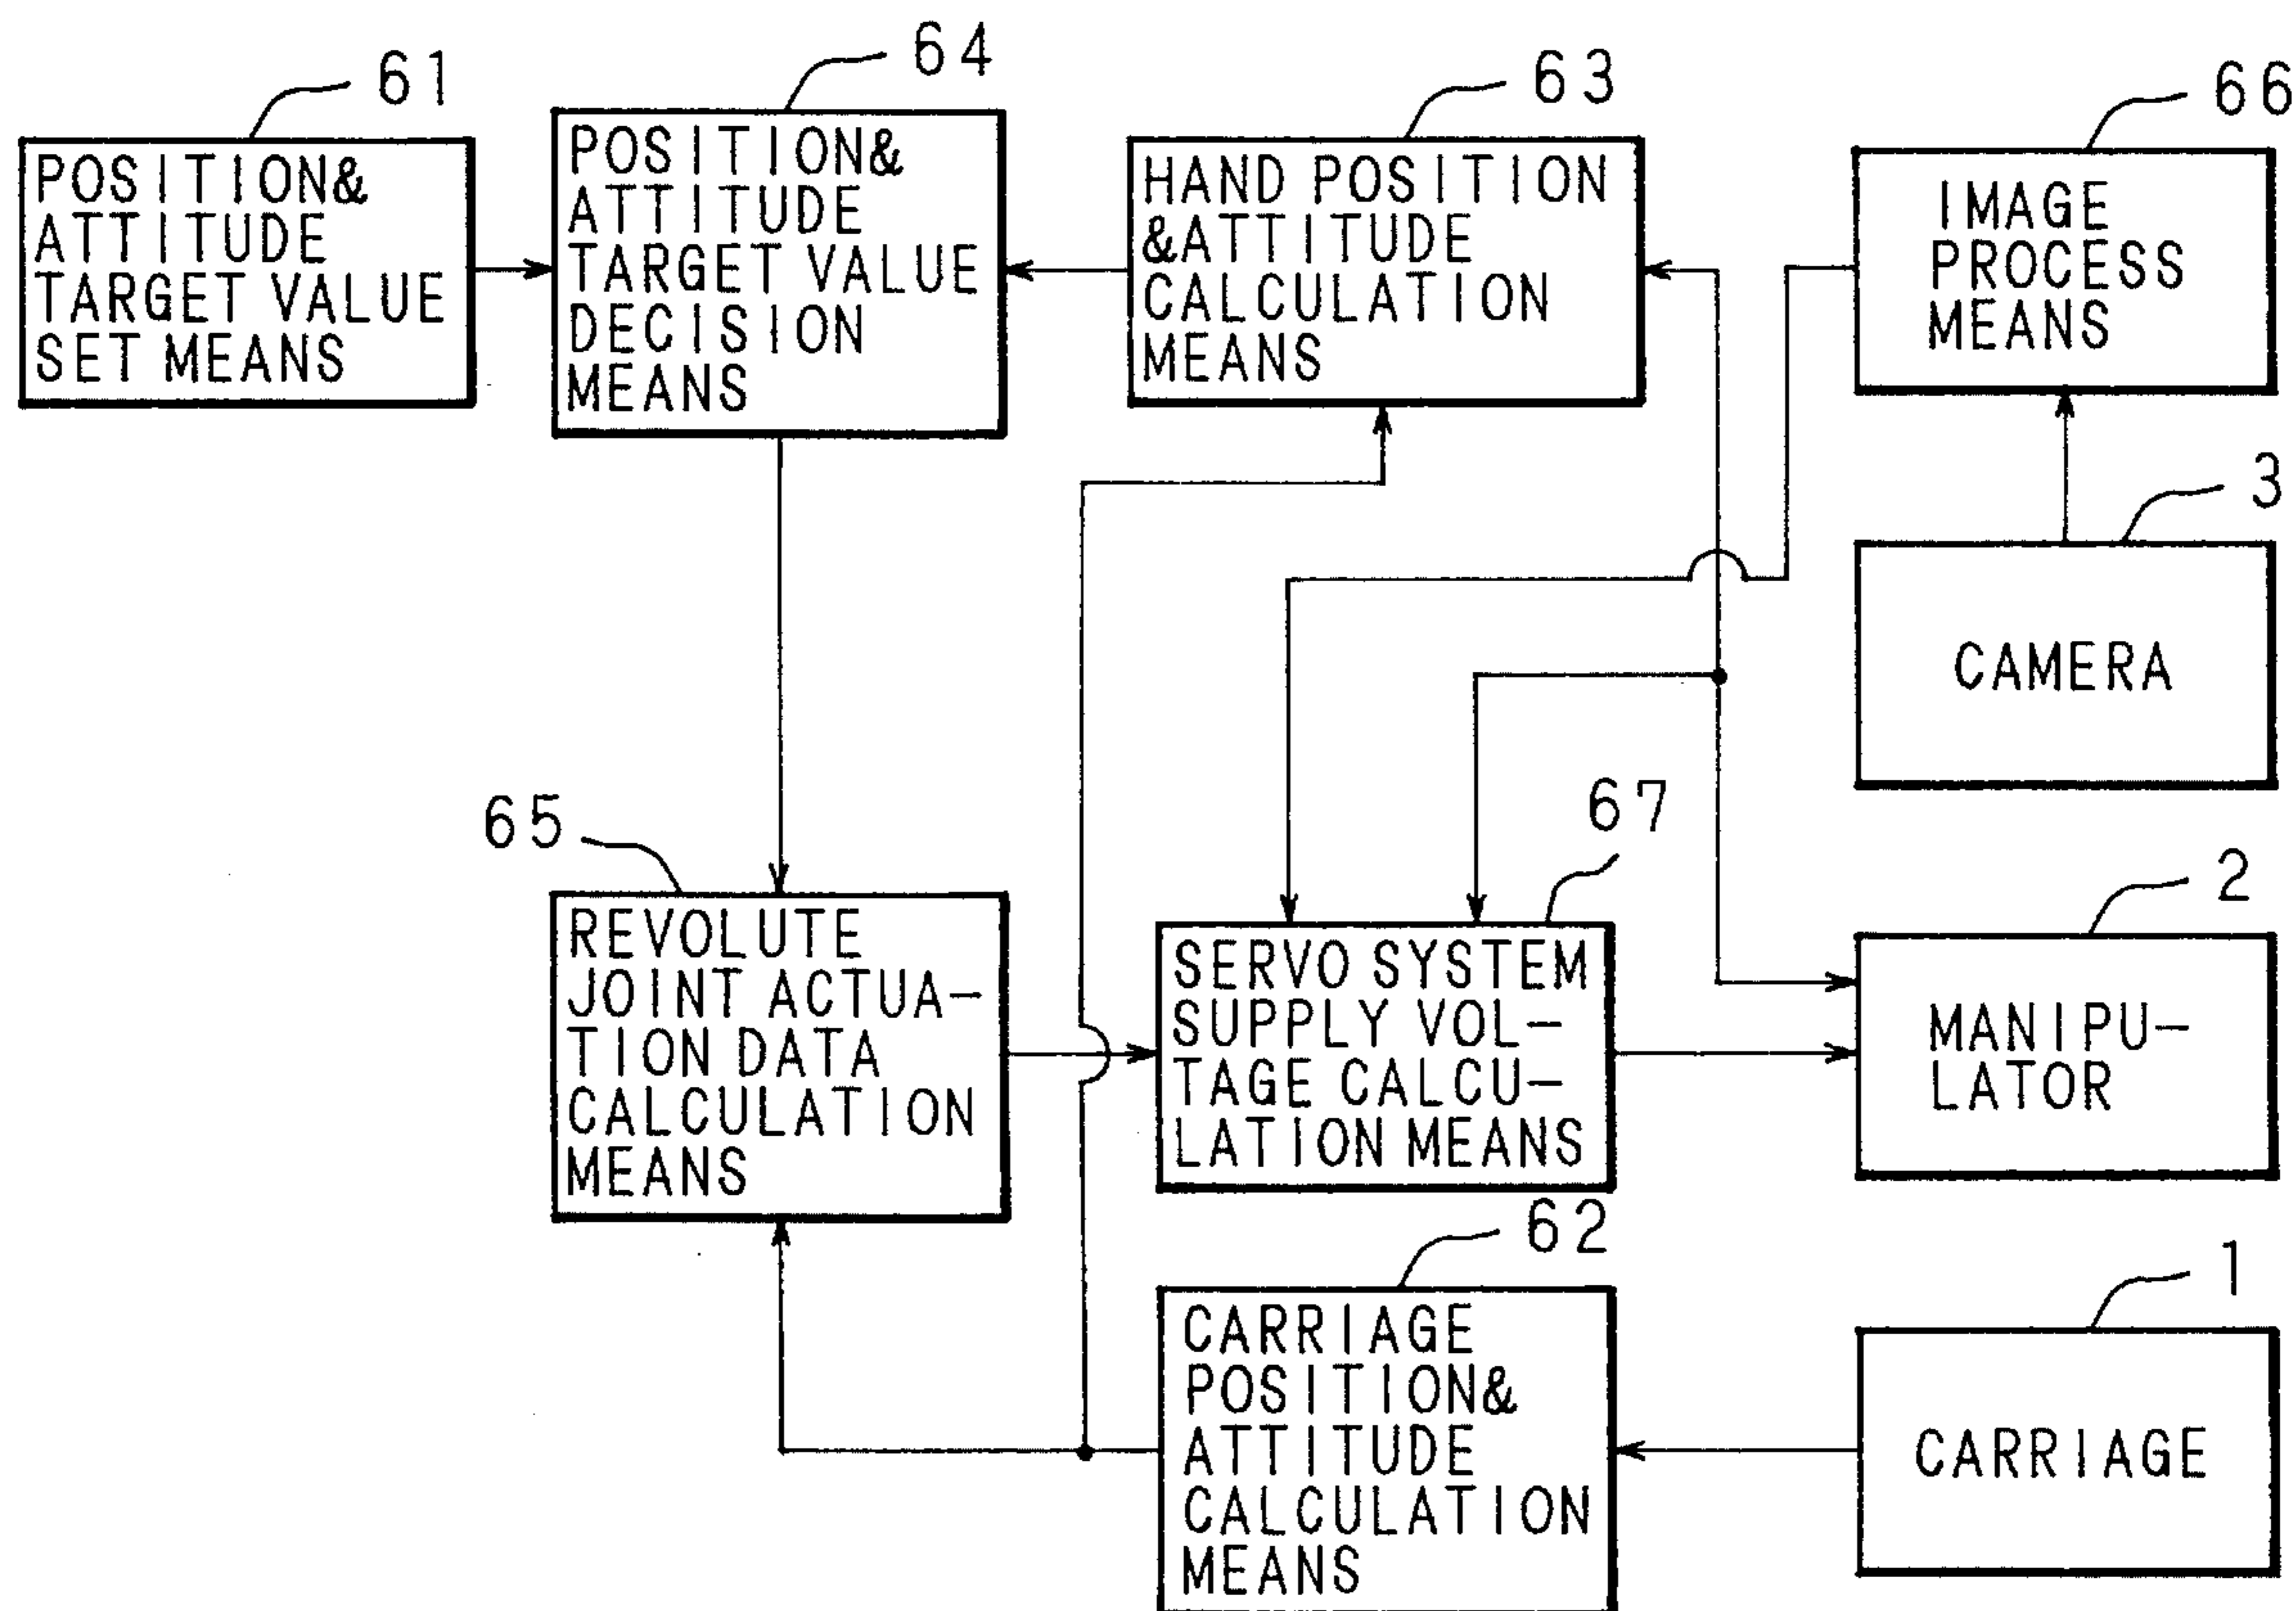 61
POSITION&
ATTITUDE
TARGET VALUE
SET MEANS
64
POSITION&
ATTITUDE
TARGET VALUE
DECISION
MEANS
63
HAND POSITION
&ATTITUDE
CALCULATION
MEANS
66
IMAGE
PROCESS
MEANS
3
CAMERA
65
REVOLUTE
JOINT ACTUA-
TION DATA
CALCULATION
MEANS
67
SERVO SYSTEM
SUPPLY VOL-
TAGE CALCU-
LATION MEANS
2
MANIPU-
LATOR
62
CARRIAGE
POSITION&
ATTITUDE
CALCULATION
MEANS
1
CARRIAGE